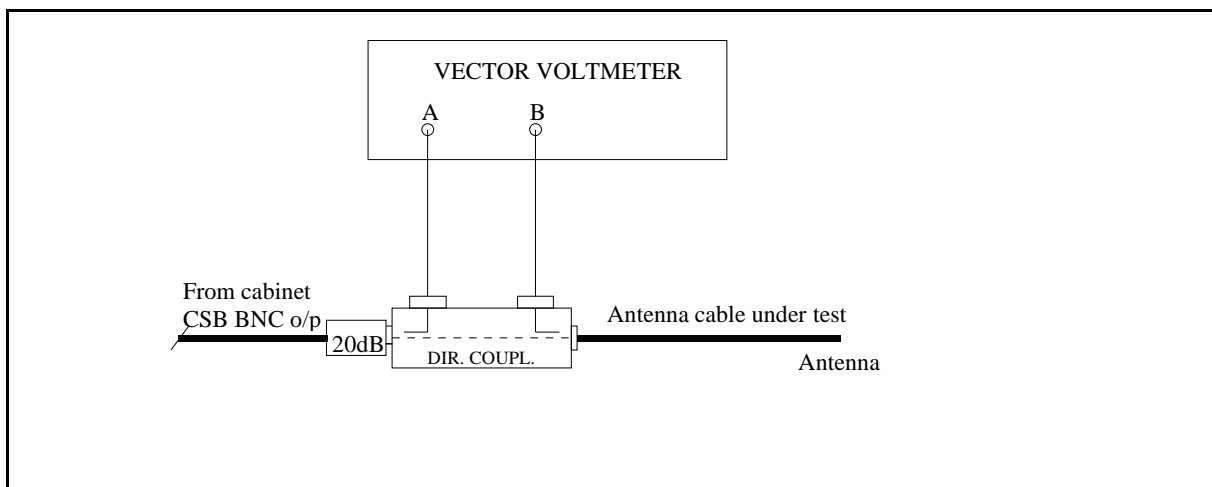 VECTOR VOLTMETER
A B
From cabinet
CSB BNC o/p
20dB
DIR. COUPL.
Antenna cable under test
Antenna